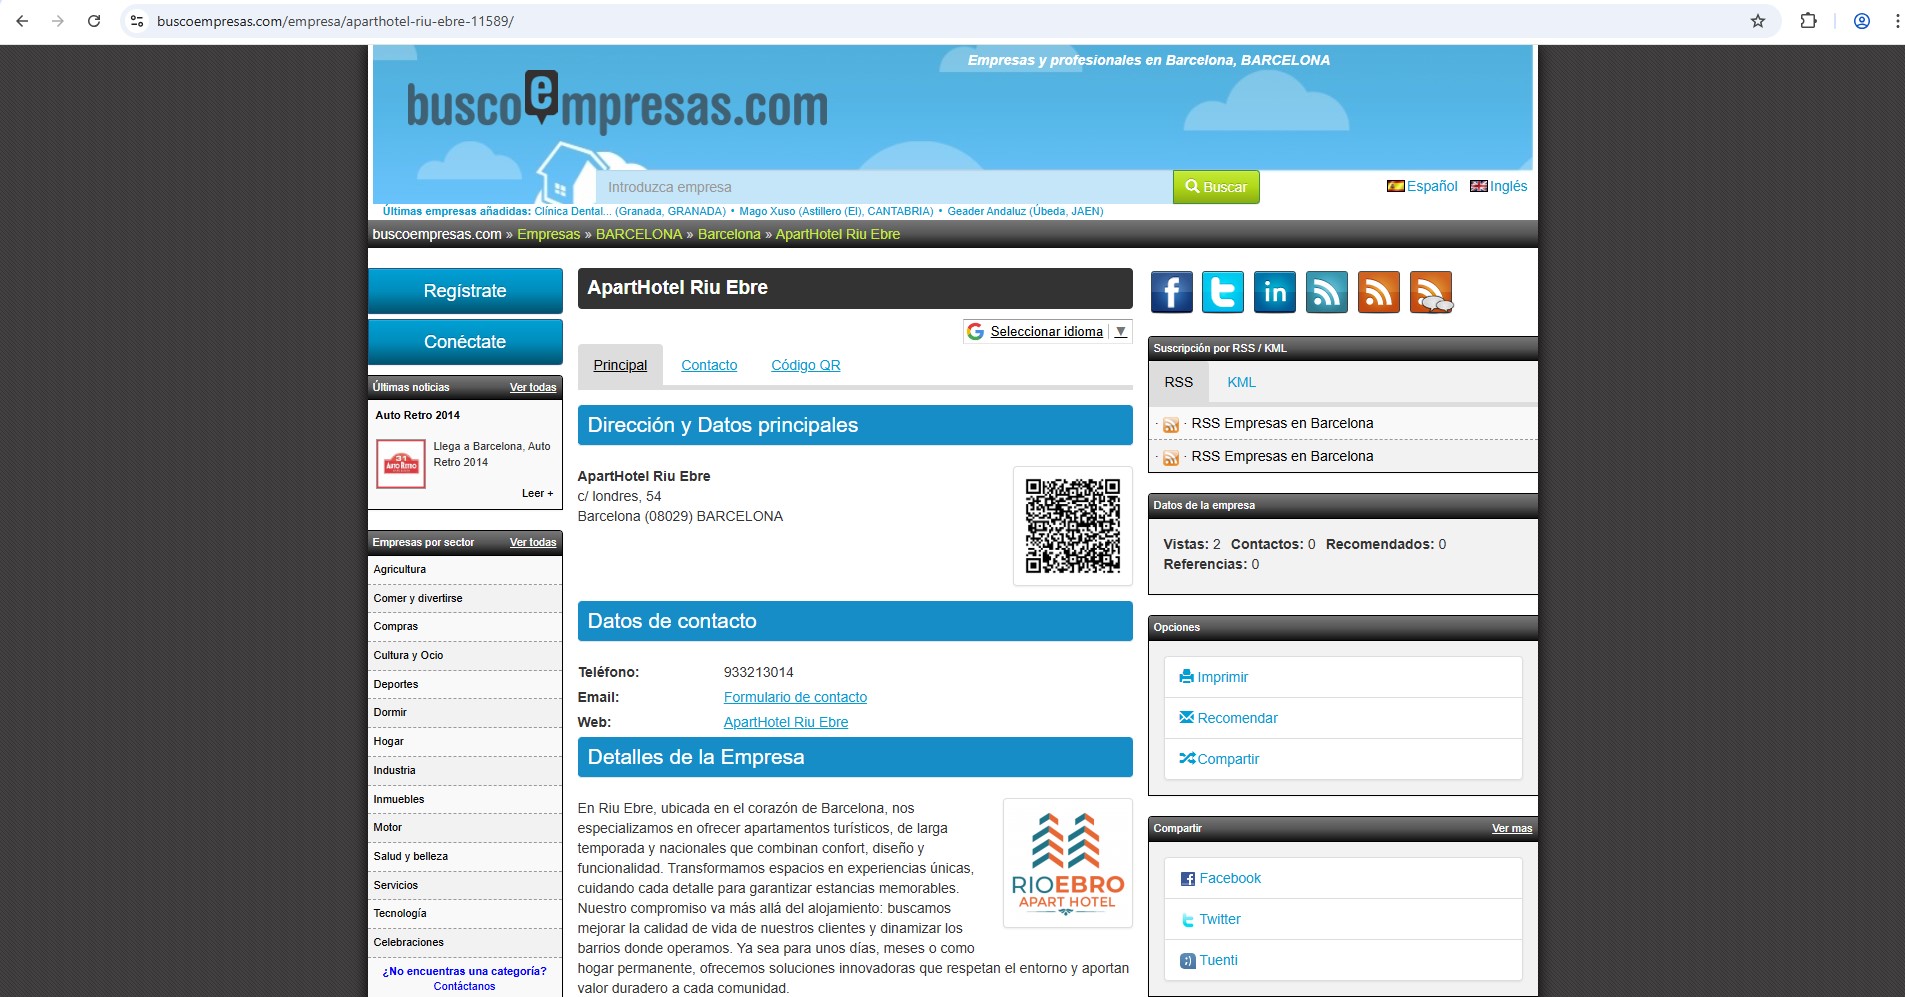 buscoempresas.com/empresa/aparthotel-riu-ebre-11589/
Empresas y profesionales en Barcelona, BARCELONA
buscoempresas.com
Introduzca empresa
Buscar
Español
Inglés
Últimas empresas añadidas: Clínica Dental... (Granada, GRANADA) • Mago Xuso (Astillero (El), CANTABRIA) • Geader Andaluz (Úbeda, JAEN)
buscoempresas.com » Empresas » BARCELONA » Barcelona » ApartHotel Riu Ebre
Regístrate
Conéctate
Últimas noticias
Ver todas
Auto Retro 2014
31
AUTO RETRO
Llega a Barcelona, Auto
Retro 2014
Leer +
Empresas por sector
Ver todas
Agricultura
Comer y divertirse
Compras
Cultura y Ocio
Deportes
Dormir
Hogar
Industria
Inmuebles
Motor
Salud y belleza
Servicios
Tecnología
Celebraciones
¿No encuentras una categoría?
Contáctanos
ApartHotel Riu Ebre
G Seleccionar idioma ▼
Principal
Contacto
Código QR
Dirección y Datos principales
ApartHotel Riu Ebre
c/ londres, 54
Barcelona (08029) BARCELONA
Datos de contacto
Teléfono: 933213014
Email: Formulario de contacto
Web: ApartHotel Riu Ebre
Detalles de la Empresa
En Riu Ebre, ubicada en el corazón de Barcelona, nos
especializamos en ofrecer apartamentos turísticos, de larga
temporada y nacionales que combinan confort, diseño y
funcionalidad. Transformamos espacios en experiencias únicas,
cuidando cada detalle para garantizar estancias memorables.
Nuestro compromiso va más allá del alojamiento: buscamos
mejorar la calidad de vida de nuestros clientes y dinamizar los
barrios donde operamos. Ya sea para unos días, meses o como
hogar permanente, ofrecemos soluciones innovadoras que respetan el entorno y aportan
valor duradero a cada comunidad.
RIOEBRO
APART HOTEL
f
t
in
Suscripción por RSS / KML
RSS
KML
· · RSS Empresas en Barcelona
· · RSS Empresas en Barcelona
Datos de la empresa
Vistas: 2 Contactos: 0 Recomendados: 0
Referencias: 0
Opciones
Imprimir
Recomendar
Compartir
Compartir
Ver mas
Facebook
Twitter
Tuenti